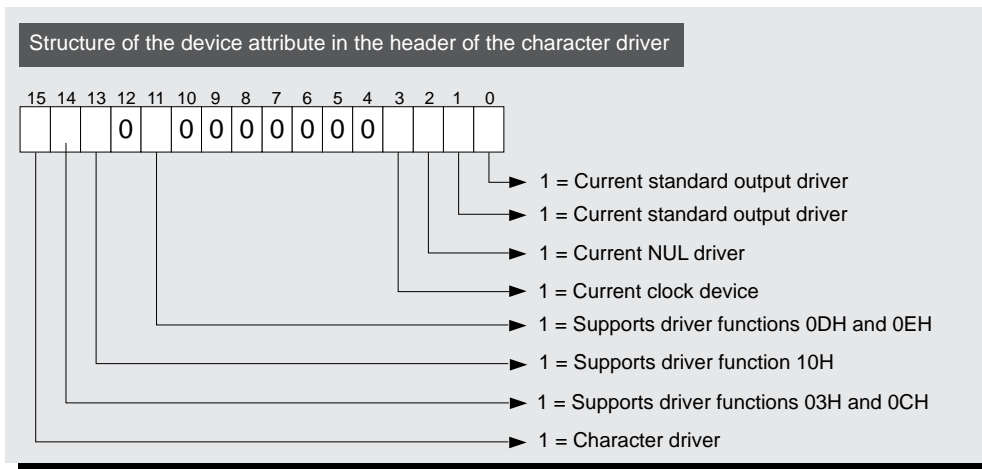 Structure of the device attribute in the header of the character driver
15 14 13 12 11 10 9 8 7 6 5 4 3 2 1 0
0 0 0 0 0 0 0 0
1 = Current standard output driver
1 = Current standard output driver
1 = Current NUL driver
1 = Current clock device
1 = Supports driver functions 0DH and 0EH
1 = Supports driver function 10H
1 = Supports driver functions 03H and 0CH
1 = Character driver